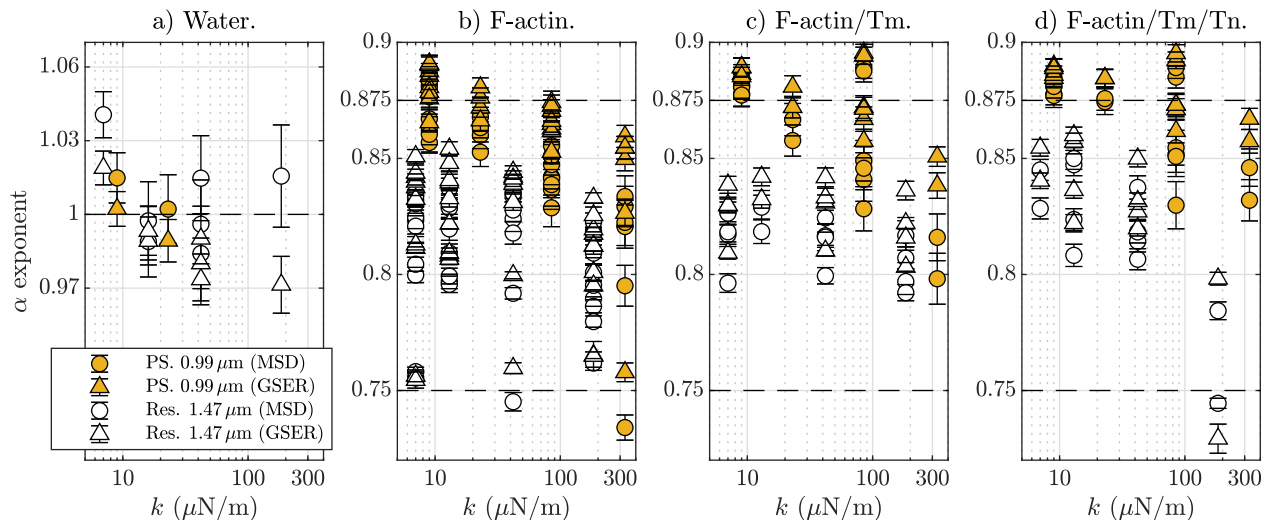 a) Water.
b) F-actin.
c) F-actin/Tm.
d) F-actin/Tm/Tn.
α exponent
1.06
1.03
1
0.97
PS. 0.99 μm (MSD)
PS. 0.99 μm (GSER)
Res. 1.47 μm (MSD)
Res. 1.47 μm (GSER)
10 100 300
k (μN/m)
0.9
0.875
0.85
0.8
0.75
10 100 300
k (μN/m)
0.9
0.875
0.85
0.8
0.75
10 100 300
k (μN/m)
0.9
0.875
0.85
0.8
0.75
10 100 300
k (μN/m)